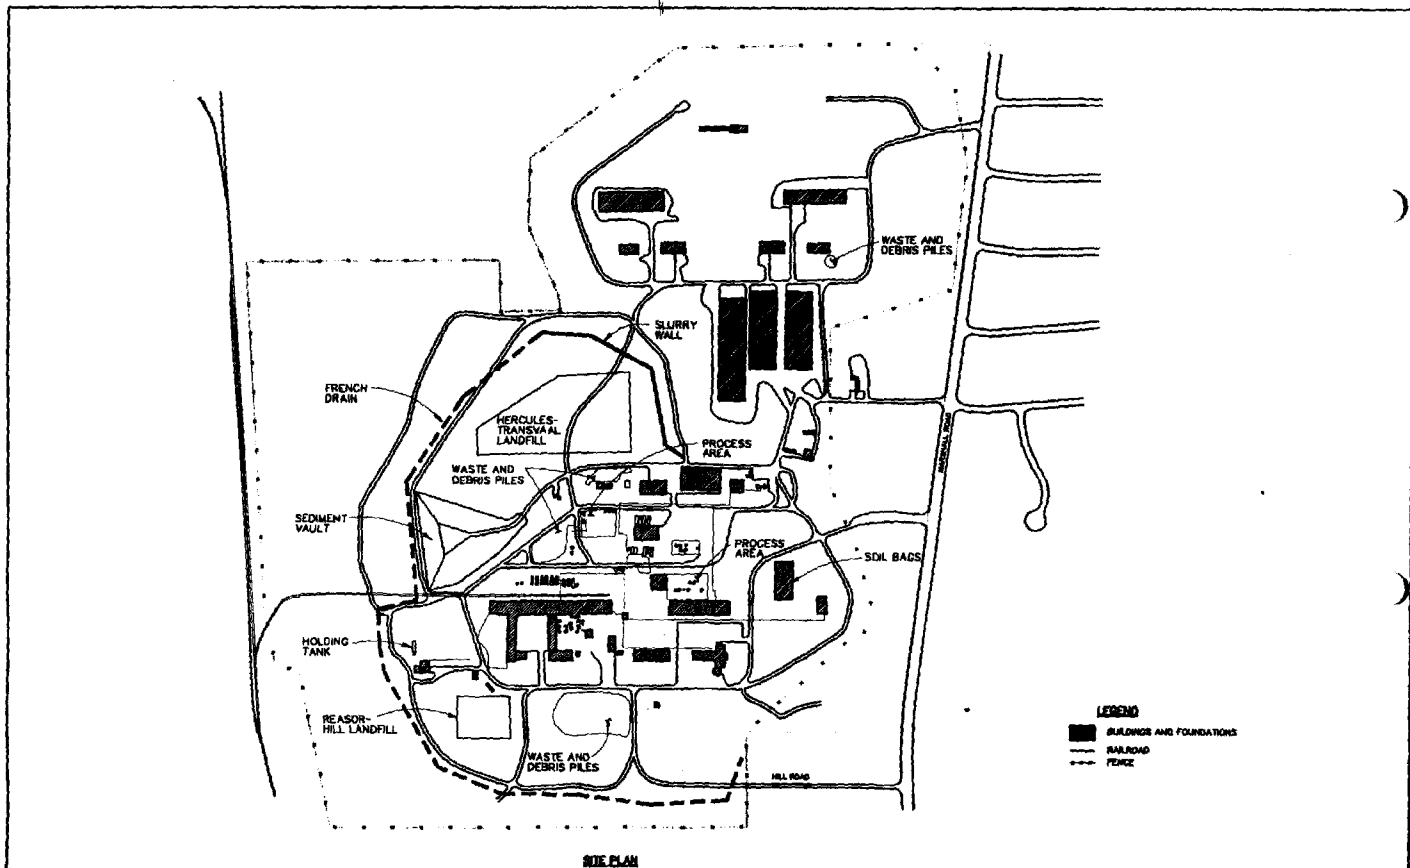 WASTE AND
DEBRIS PILES
SLURRY
WALL
FRENCH
DRAIN
HERCULES-
TRANSVAAL
LANDFILL
PROCESS
AREA
WASTE AND
DEBRIS PILES
SEDIMENT
VAULT
PROCESS
AREA
SOIL BAGS
HOLDING
TANK
REASOR-
HILL LANDFILL
WASTE AND
DEBRIS PILES
HILL ROAD
LEGEND
BUILDINGS AND FOUNDATIONS
RAILROAD
FENCE
SITE PLAN